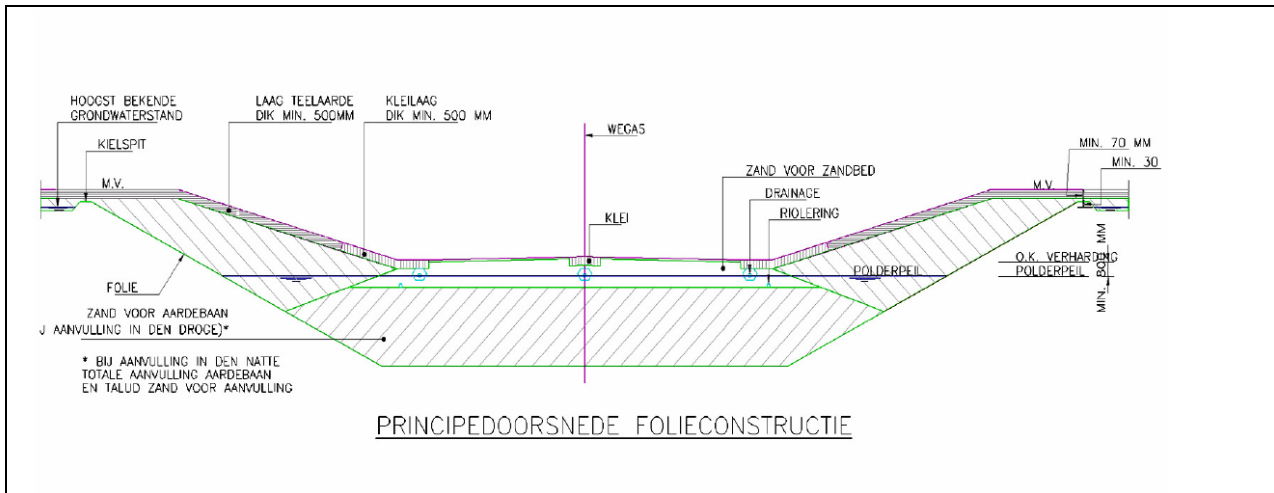 HOOGST BEKENDE
GRONDWATERSTAND
KIELSPIT
M.V.
LAAG TEELAARDE
DIK MIN. 500MM
KLEILAAG
DIK MIN. 500 MM
WEGAS
KLEI
ZAND VOOR ZANDBED
DRAINAGE
RIOLERING
MIN. 70 MM
MIN. 30
M.V.
POLDERPEIL
O.K. VERHARDING
POLDERPEIL
MIN. MM
FOLIE
ZAND VOOR AARDEBAAN
J AANVULLING IN DEN DROGE)*
* BIJ AANVULLING IN DEN NATTE
TOTALE AANVULLING AARDEBAAN
EN TALUD ZAND VOOR AANVULLING
PRINCIPEDOORSNEDE FOLIECONSTRUCTIE